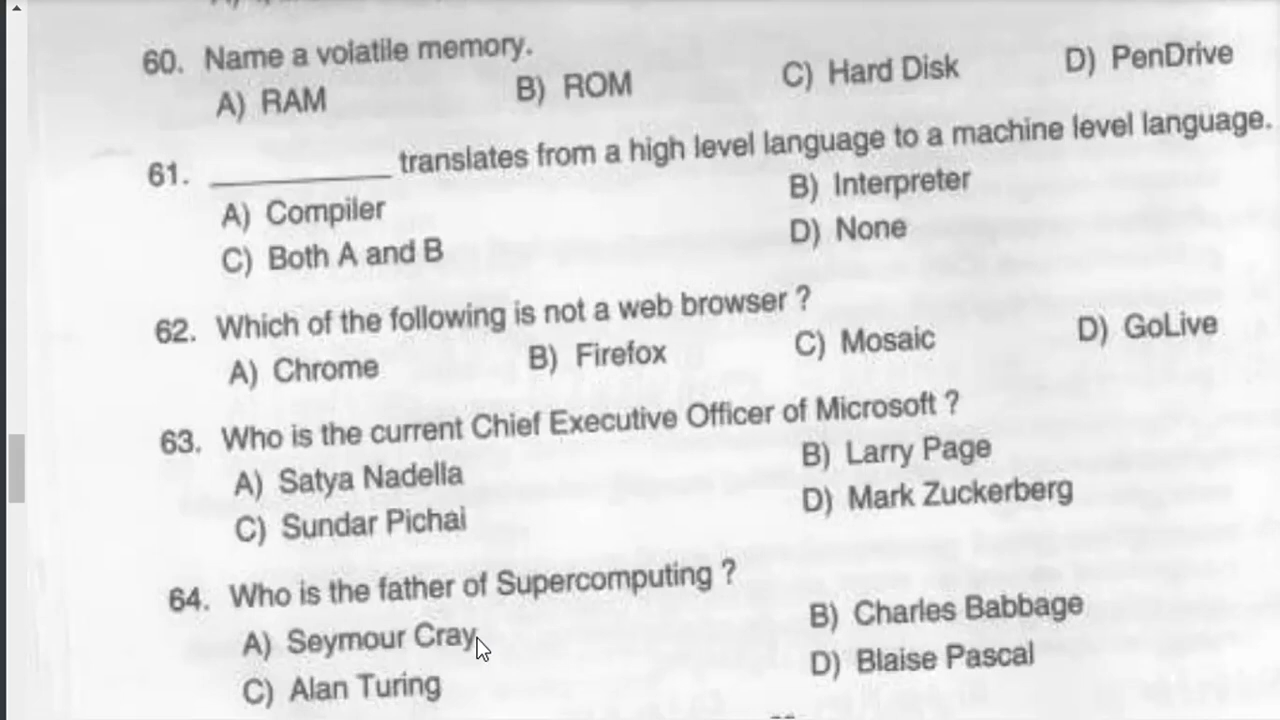 60. Name a volatile memory.
A) RAM B) ROM C) Hard Disk D) PenDrive
61. ____________ translates from a high level language to a machine level language.
A) Compiler B) Interpreter
C) Both A and B D) None
62. Which of the following is not a web browser ?
A) Chrome B) Firefox C) Mosaic D) GoLive
63. Who is the current Chief Executive Officer of Microsoft ?
A) Satya Nadella B) Larry Page
C) Sundar Pichai D) Mark Zuckerberg
64. Who is the father of Supercomputing ?
A) Seymour Cray B) Charles Babbage
C) Alan Turing D) Blaise Pascal